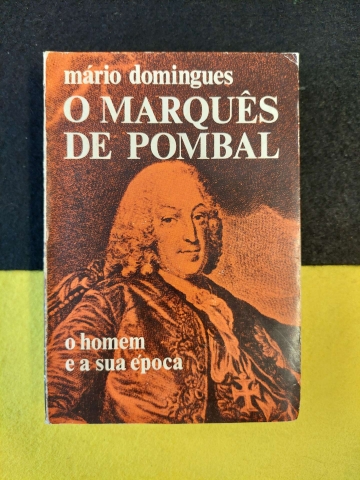 mário domingues
O MARQUÊS
DE POMBAL
o homem
e a sua epoca